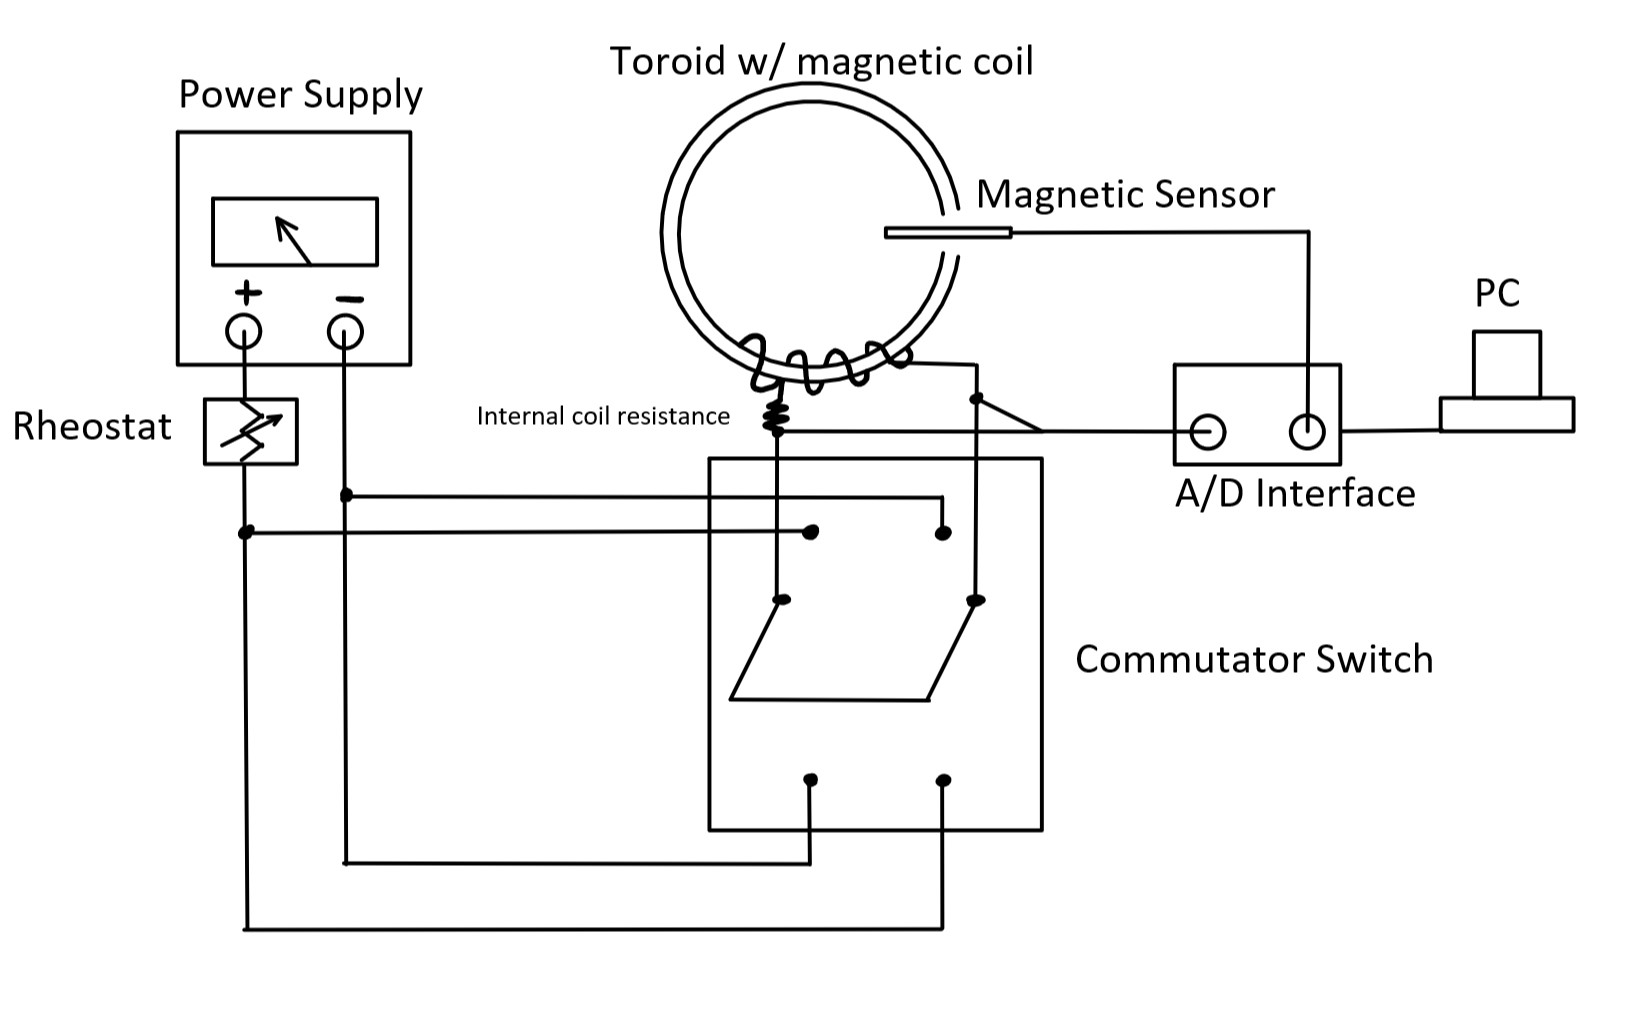 Toroid w/ magnetic coil
Power Supply
Magnetic Sensor
+ −
PC
Internal coil resistance
Rheostat
A/D Interface
Commutator Switch